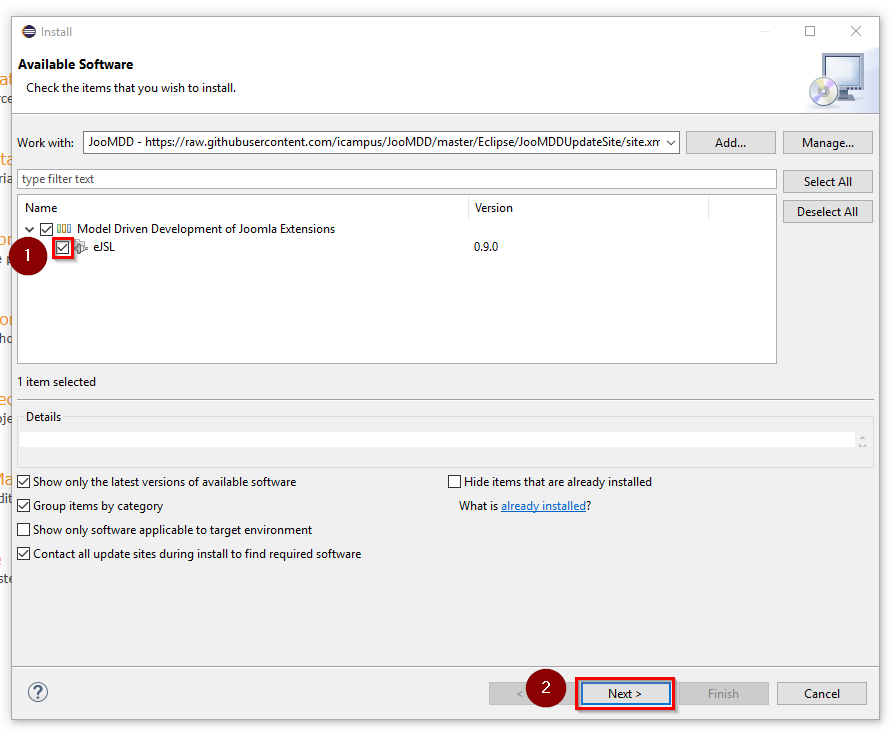 Install
Available Software
Check the items that you wish to install.
Work with: JooMDD - https://raw.githubusercontent.com/icampus/JooMDD/master/Eclipse/JooMDDUpdateSite/site.xm Add... Manage...
type filter text Select All
Name Version Deselect All
Model Driven Development of Joomla Extensions
1 eJSL 0.9.0
1 item selected
Details
Show only the latest versions of available software Hide items that are already installed
Group items by category What is already installed?
Show only software applicable to target environment
Contact all update sites during install to find required software
? < 2 Next > Finish Cancel